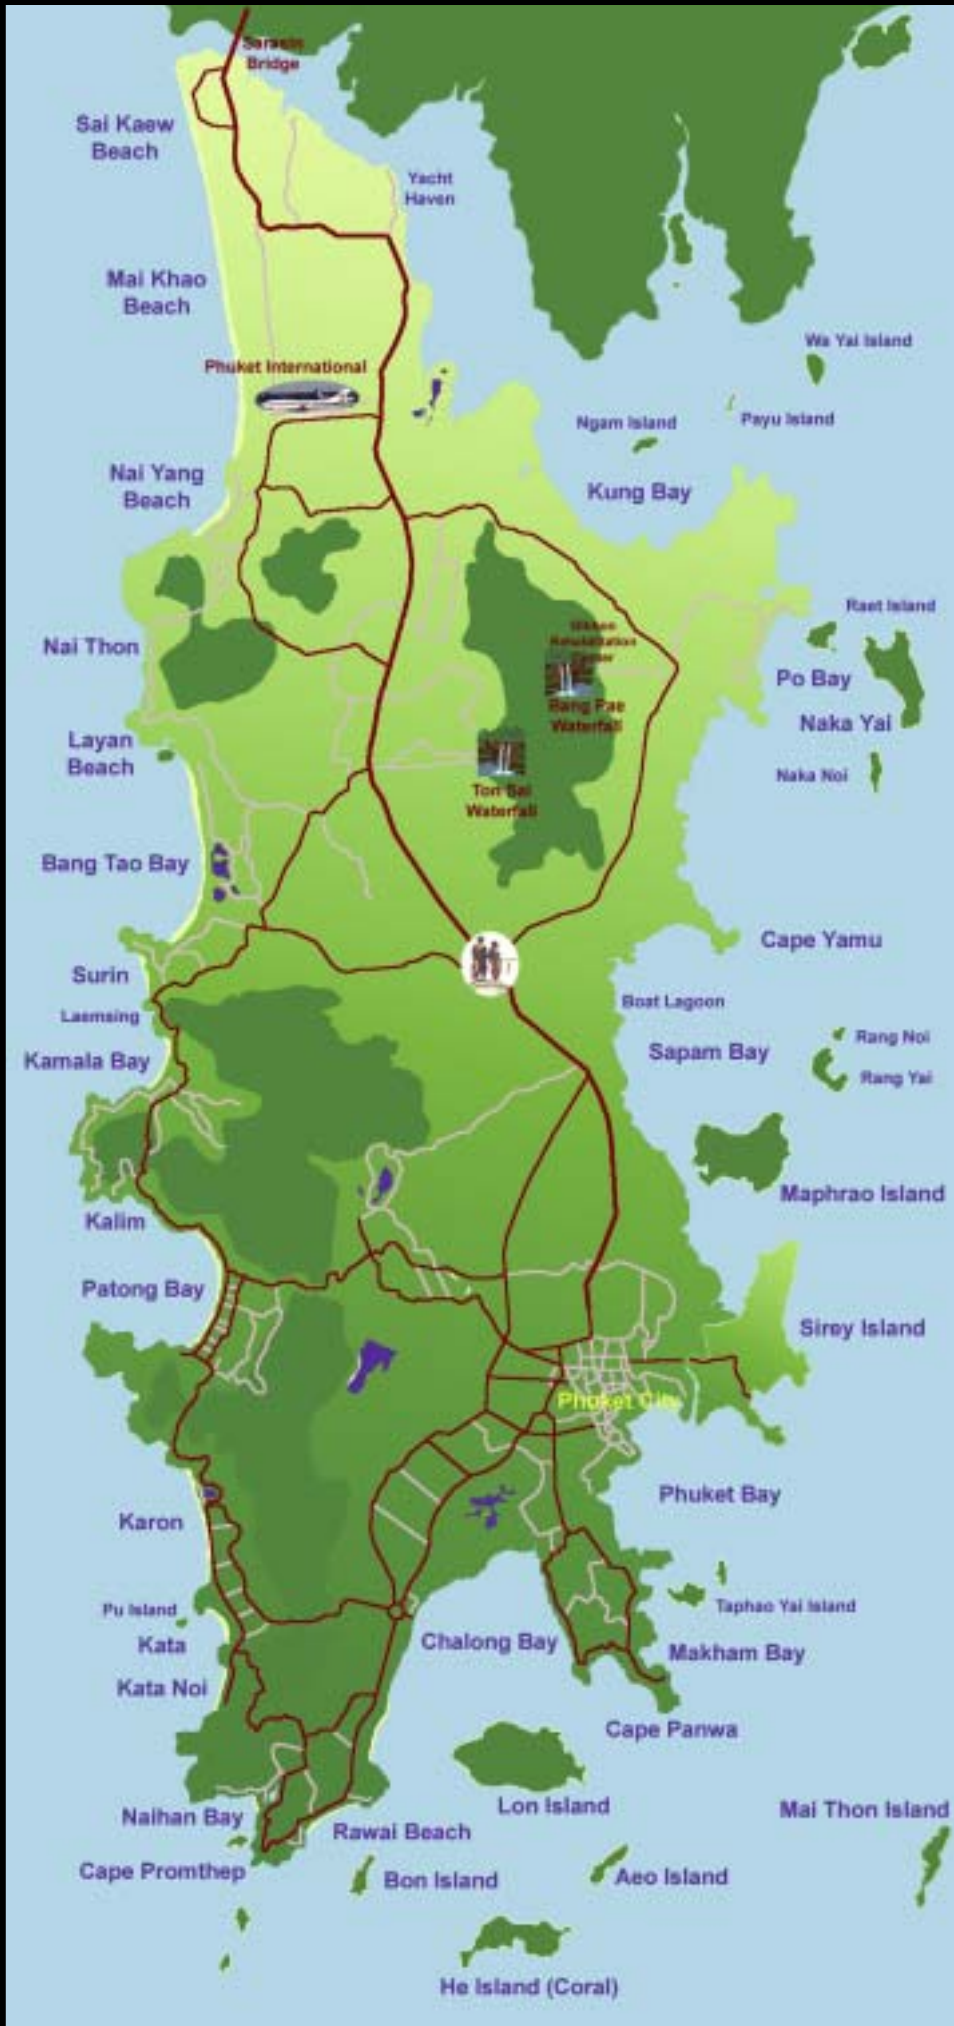 Sarasin
Bridge
Sai Kaew
Beach
Yacht
Haven
Mai Khao
Beach
Wa Yai Island
Phuket International
Payu Island
Ngam Island
Nai Yang
Beach
Kung Bay
Raet Island
Rehabilitation
Nai Thon
Po Bay
Bang Pae
Waterfall
Naka Yai
Layan
Beach
Naka Noi
Ton Sai
Waterfall
Bang Tao Bay
Cape Yamu
Surin
Boat Lagoon
Laemsing
Rang Noi
Sapam Bay
Kamala Bay
Rang Yai
Maphrao Island
Kalim
Patong Bay
Sirey Island
Phuket City
Phuket Bay
Karon
Taphao Yai Island
Pu Island
Chalong Bay
Kata
Makham Bay
Kata Noi
Cape Panwa
Lon Island
Mai Thon Island
Naihan Bay
Rawai Beach
Cape Promthep
Bon Island
Aeo Island
He Island (Coral)